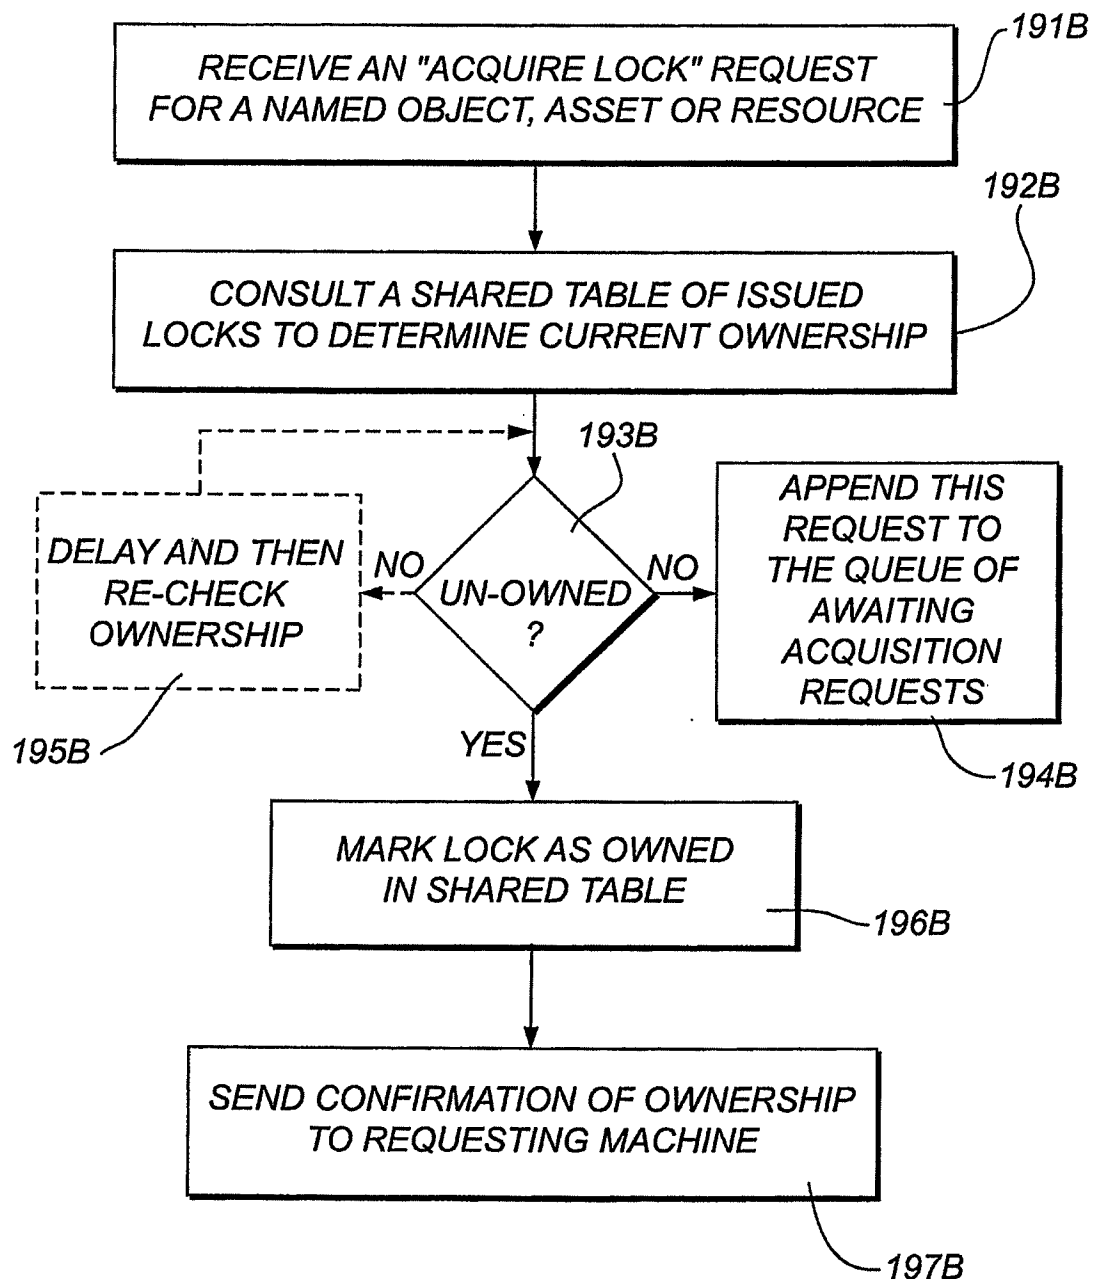 191B
RECEIVE AN "ACQUIRE LOCK" REQUEST
FOR A NAMED OBJECT, ASSET OR RESOURCE
192B
CONSULT A SHARED TABLE OF ISSUED
LOCKS TO DETERMINE CURRENT OWNERSHIP
193B
UN-OWNED
?
NO
DELAY AND THEN
RE-CHECK
OWNERSHIP
195B
NO
APPEND THIS
REQUEST TO
THE QUEUE OF
AWAITING
ACQUISITION
REQUESTS
194B
YES
MARK LOCK AS OWNED
IN SHARED TABLE
196B
SEND CONFIRMATION OF OWNERSHIP
TO REQUESTING MACHINE
197B